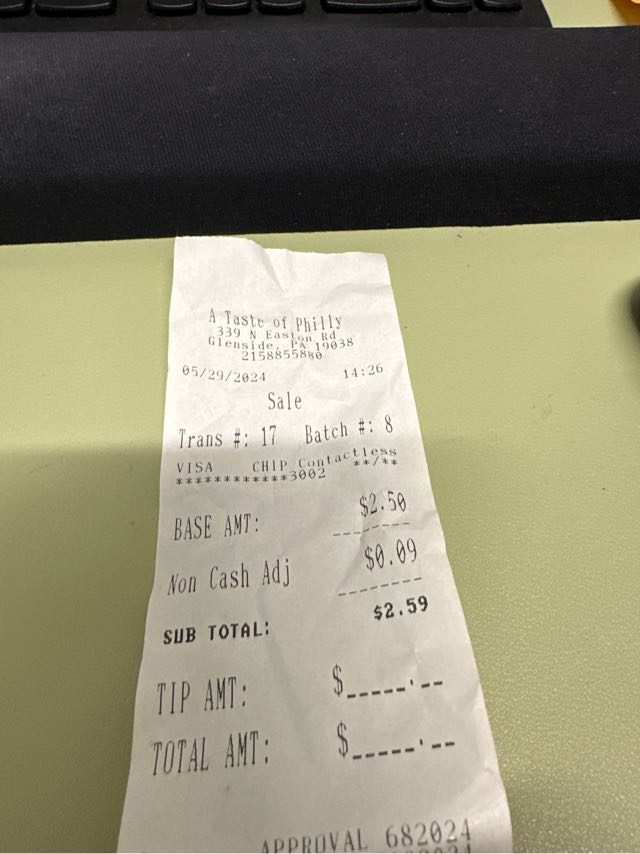 A Taste of Philly
339 N Easton Rd
Glenside, PA 19038
2158855880
05/29/2024 14:26
Sale
Trans #: 17 Batch #: 8
VISA CHIP Contactless
************3002 **/**
BASE AMT: $2.50
Non Cash Adj $0.09
SUB TOTAL: $2.59
TIP AMT: $_____.__
TOTAL AMT: $_____.__
APPROVAL 682024